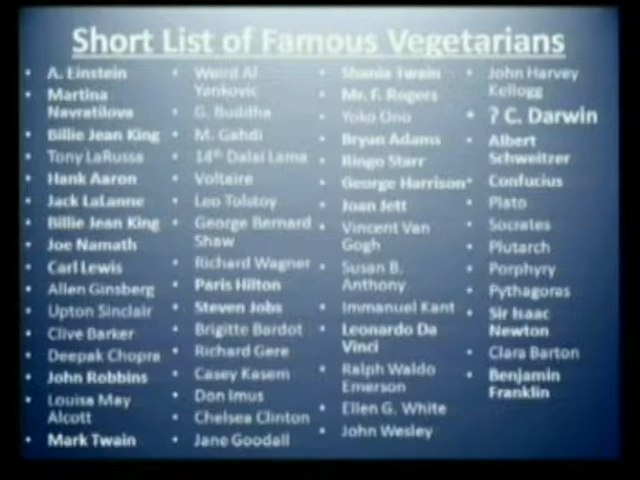 Short List of Famous Vegetarians
• A. Einstein
• Martina
Navratilova
• Billie Jean King
• Tony LaRussa
• Hank Aaron
• Jack LaLanne
• Billie Jean King
• Joe Namath
• Carl Lewis
• Allen Ginsberg
• Upton Sinclair
• Clive Barker
• Deepak Chopra
• John Robbins
• Louisa May
Alcott
• Mark Twain
• Weird Al
Yankovic
• G. Buddha
• M. Gahdi
• 14th Dalai Lama
• Voltaire
• Leo Tolstoy
• George Bernard
Shaw
• Richard Wagner
• Paris Hilton
• Steven Jobs
• Brigitte Bardot
• Richard Gere
• Casey Kasem
• Don Imus
• Chelsea Clinton
• Jane Goodall
• Shania Twain
• Mr. F. Rogers
• Yoko Ono
• Bryan Adams
• Ringo Starr
• George Harrison*
• Joan Jett
• Vincent Van
Gogh
• Susan B.
Anthony
• Immanuel Kant
• Leonardo Da
Vinci
• Ralph Waldo
Emerson
• Ellen G. White
• John Wesley
• John Harvey
Kellogg
• ? C. Darwin
• Albert
Schweitzer
• Confucius
• Plato
• Socrates
• Plutarch
• Porphyry
• Pythagoras
• Sir Isaac
Newton
• Clara Barton
• Benjamin
Franklin